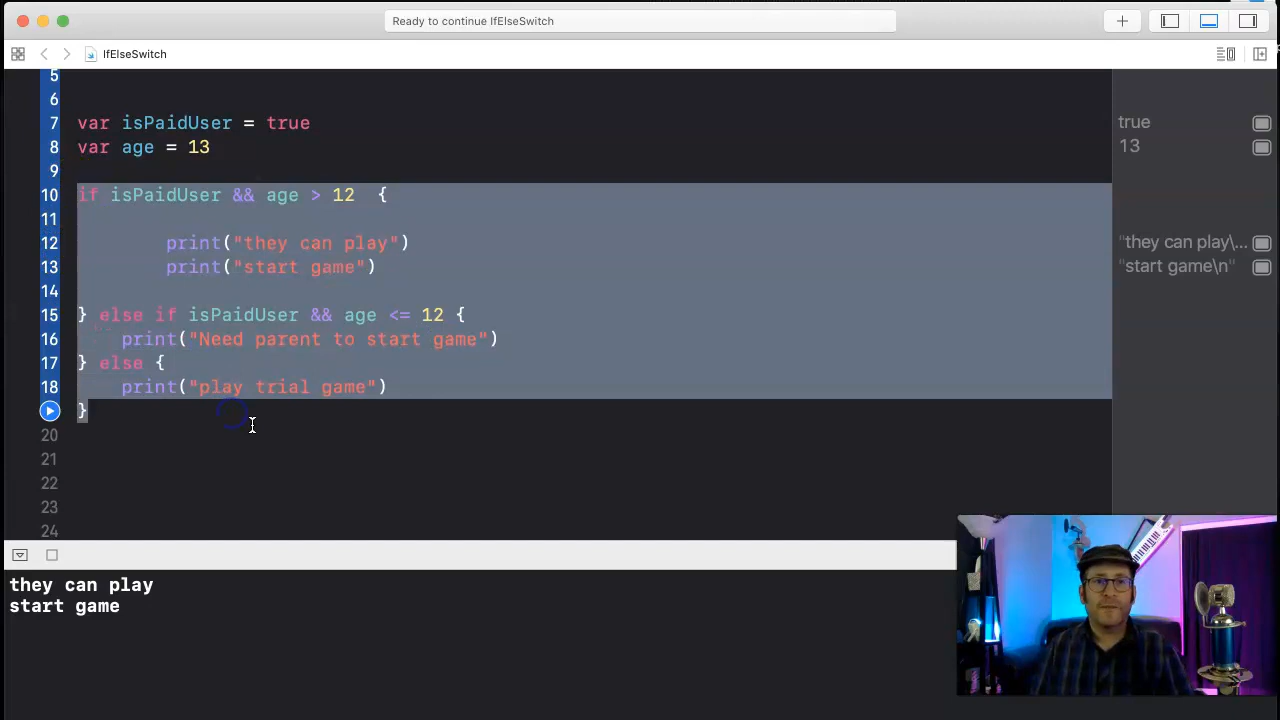 Ready to continue IfElseSwitch
IfElseSwitch
5
6
7 var isPaidUser = true true
8 var age = 13 13
9
10 if isPaidUser && age > 12 {
11
12 print("they can play") "they can play\...
13 print("start game") "start game\n"
14
15 } else if isPaidUser && age <= 12 {
16 print("Need parent to start game")
17 } else {
18 print("play trial game")
}
20
21
22
23
24
they can play
start game